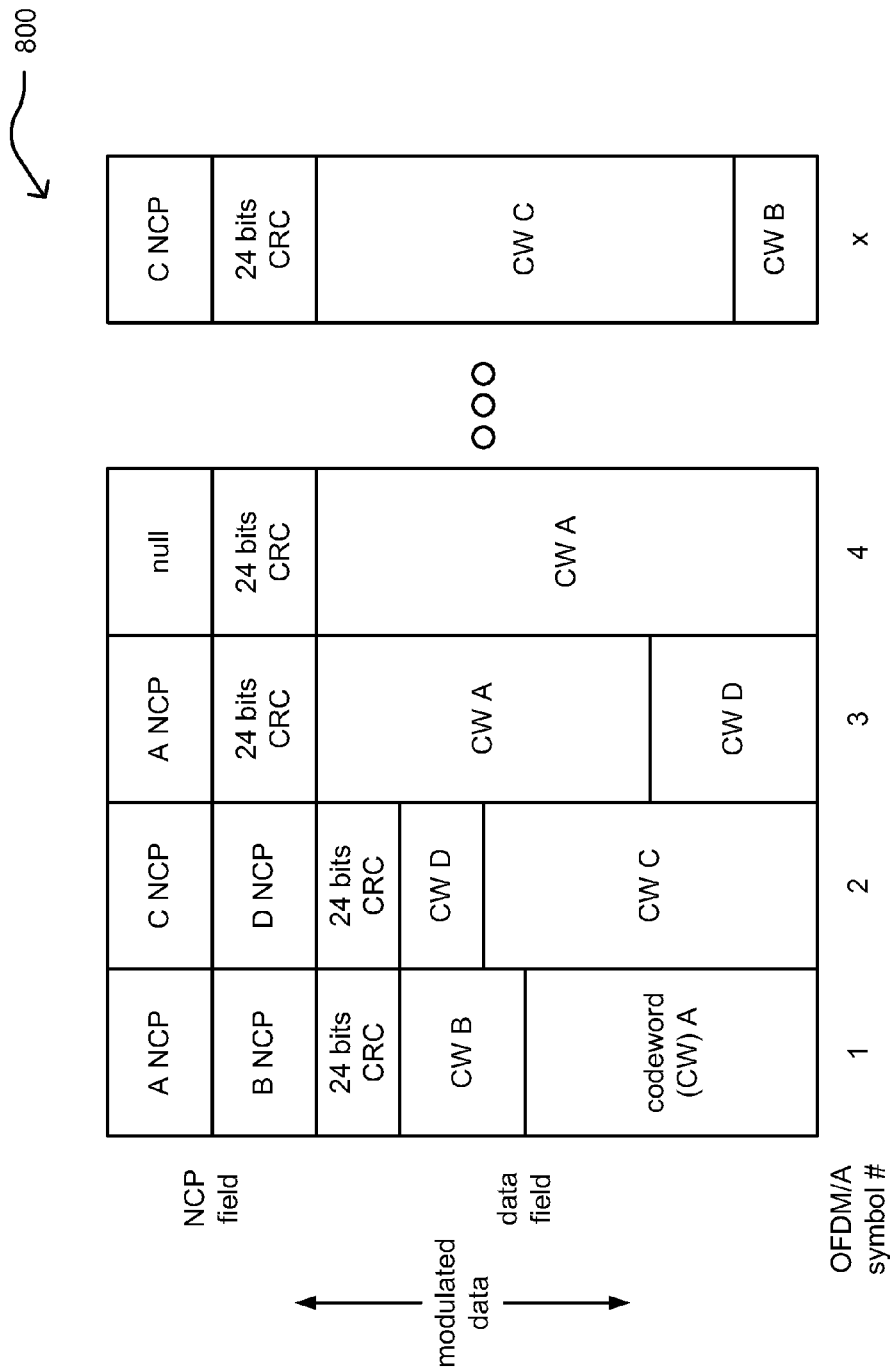 800
A NCP
B NCP
24 bits
CRC
CW B
codeword
(CW) A
1
C NCP
D NCP
24 bits
CRC
CW D
CW C
2
A NCP
24 bits
CRC
CW A
CW D
3
null
24 bits
CRC
CW A
4
C NCP
24 bits
CRC
CW C
CW B
x
NCP
field
data
field
modulated
data
OFDM/A
symbol #